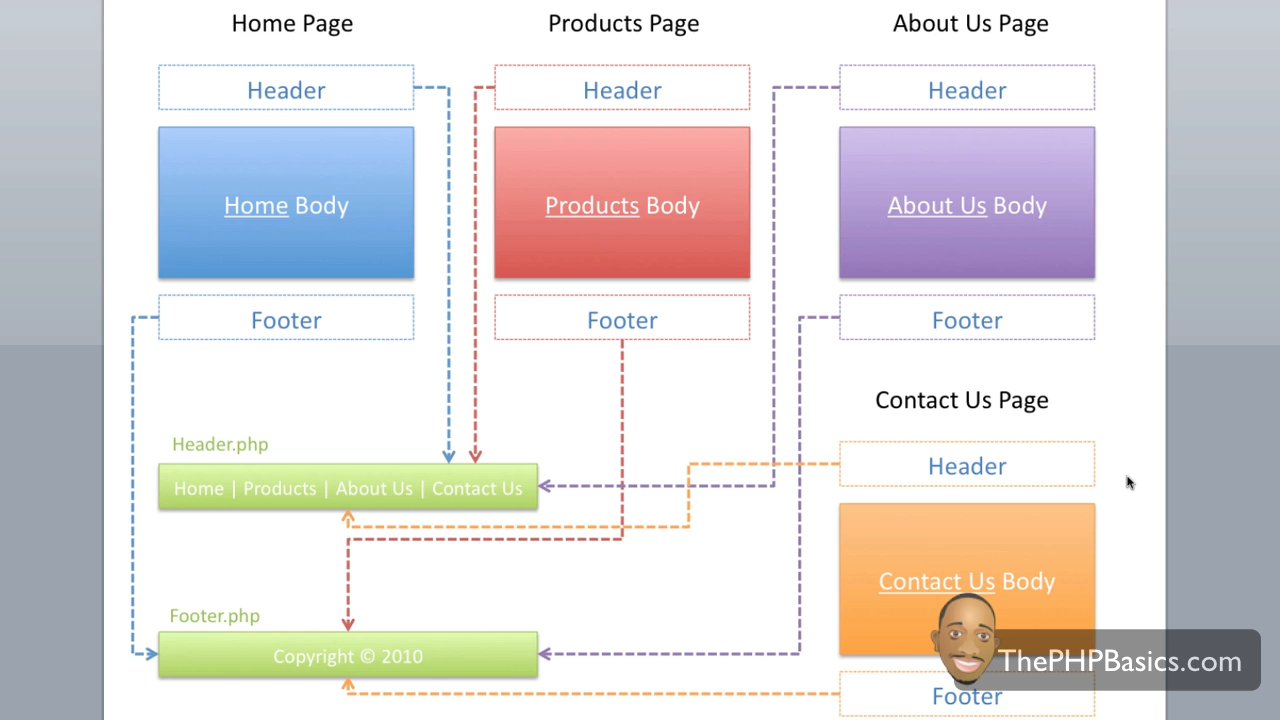 Home Page
Products Page
About Us Page
Header
Header
Header
Home Body
Products Body
About Us Body
Footer
Footer
Footer
Contact Us Page
Header.php
Header
Home | Products | About Us | Contact Us
Contact Us Body
Footer.php
Copyright © 2010
ThePHPBasics.com
Footer